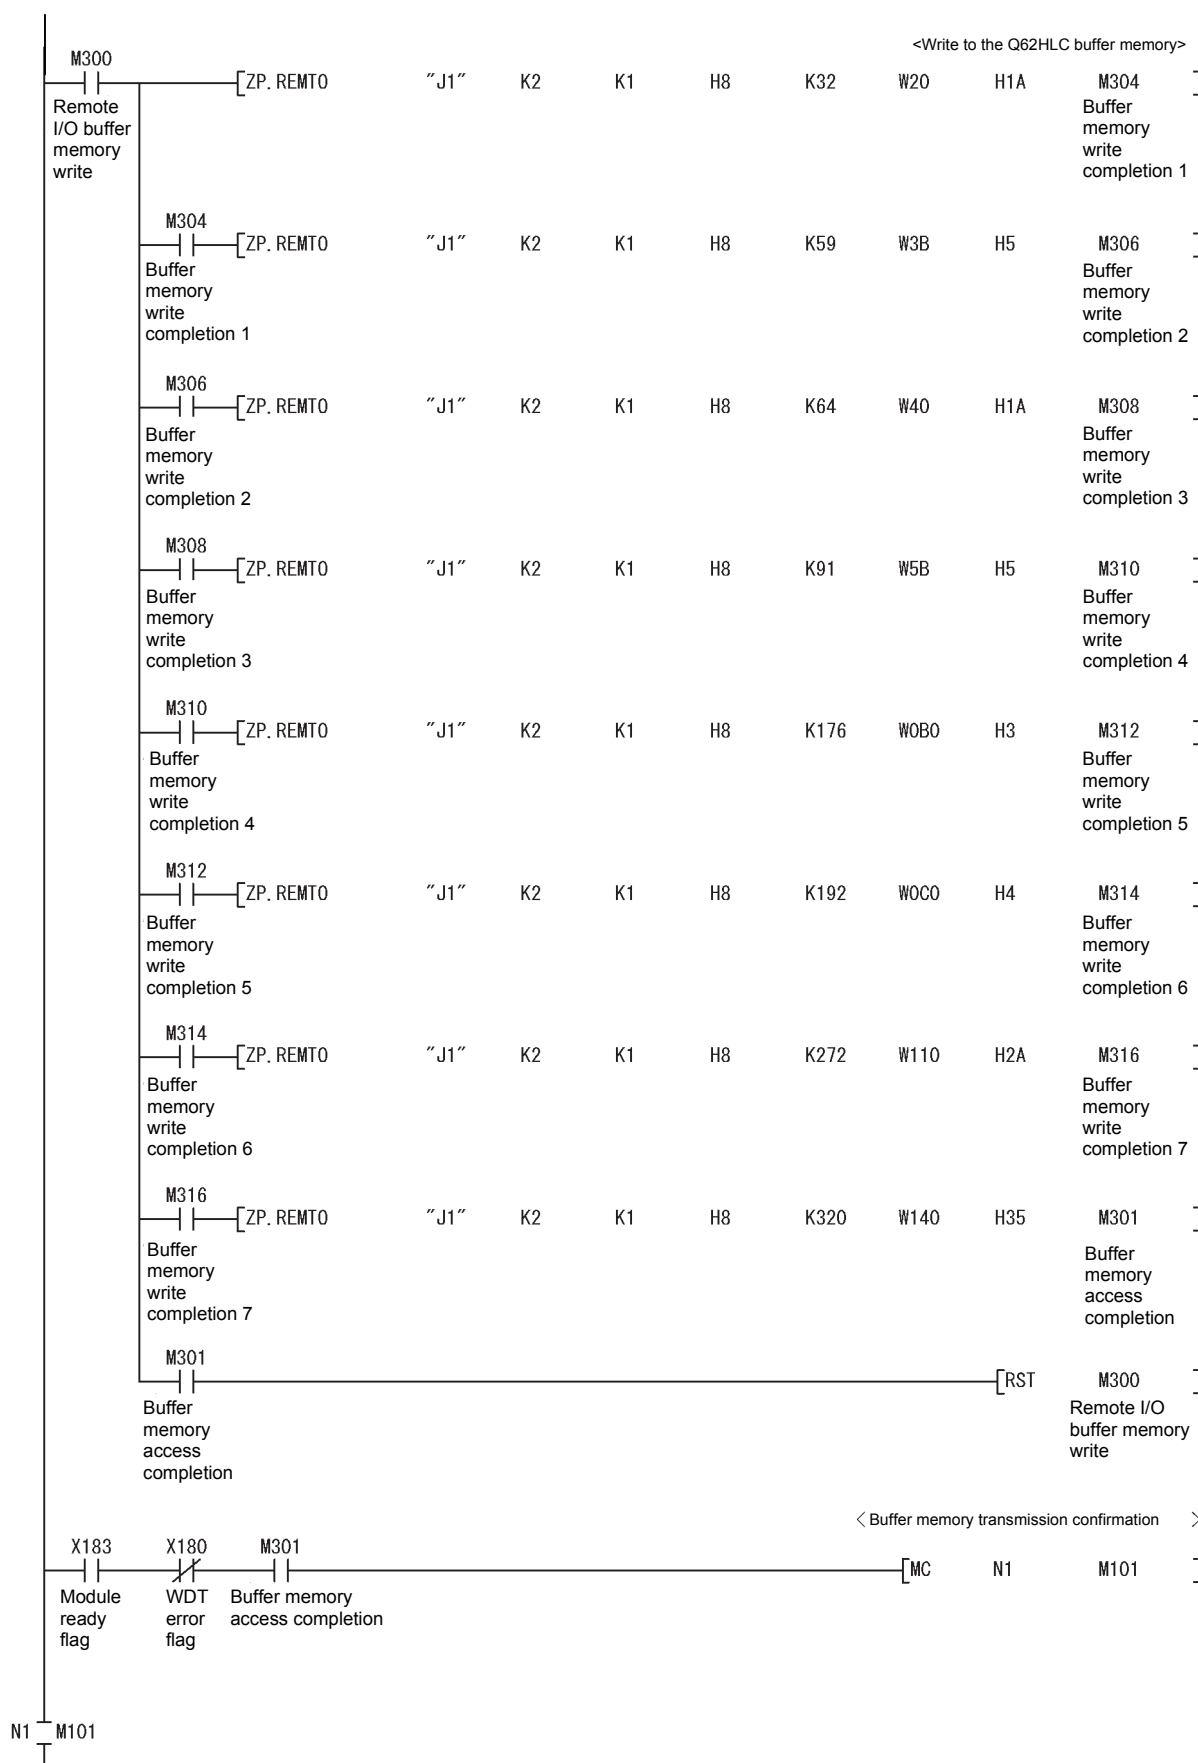 <Write to the Q62HLC buffer memory>
M300
[ZP.REMTO "J1" K2 K1 H8 K32 W20 H1A M304 ]
Remote
I/O buffer
memory
write
Buffer
memory
write
completion 1
M304
[ZP.REMTO "J1" K2 K1 H8 K59 W3B H5 M306 ]
Buffer
memory
write
completion 1
Buffer
memory
write
completion 2
M306
[ZP.REMTO "J1" K2 K1 H8 K64 W40 H1A M308 ]
Buffer
memory
write
completion 2
Buffer
memory
write
completion 3
M308
[ZP.REMTO "J1" K2 K1 H8 K91 W5B H5 M310 ]
Buffer
memory
write
completion 3
Buffer
memory
write
completion 4
M310
[ZP.REMTO "J1" K2 K1 H8 K176 W0B0 H3 M312 ]
Buffer
memory
write
completion 4
Buffer
memory
write
completion 5
M312
[ZP.REMTO "J1" K2 K1 H8 K192 W0C0 H4 M314 ]
Buffer
memory
write
completion 5
Buffer
memory
write
completion 6
M314
[ZP.REMTO "J1" K2 K1 H8 K272 W110 H2A M316 ]
Buffer
memory
write
completion 6
Buffer
memory
write
completion 7
M316
[ZP.REMTO "J1" K2 K1 H8 K320 W140 H35 M301 ]
Buffer
memory
write
completion 7
Buffer
memory
access
completion
M301
[RST M300 ]
Buffer
memory
access
completion
Remote I/O
buffer memory
write
<Buffer memory transmission confirmation >
X183 X180 M301
[MC N1 M101 ]
Module
ready
flag
WDT
error
flag
Buffer memory
access completion
N1 M101